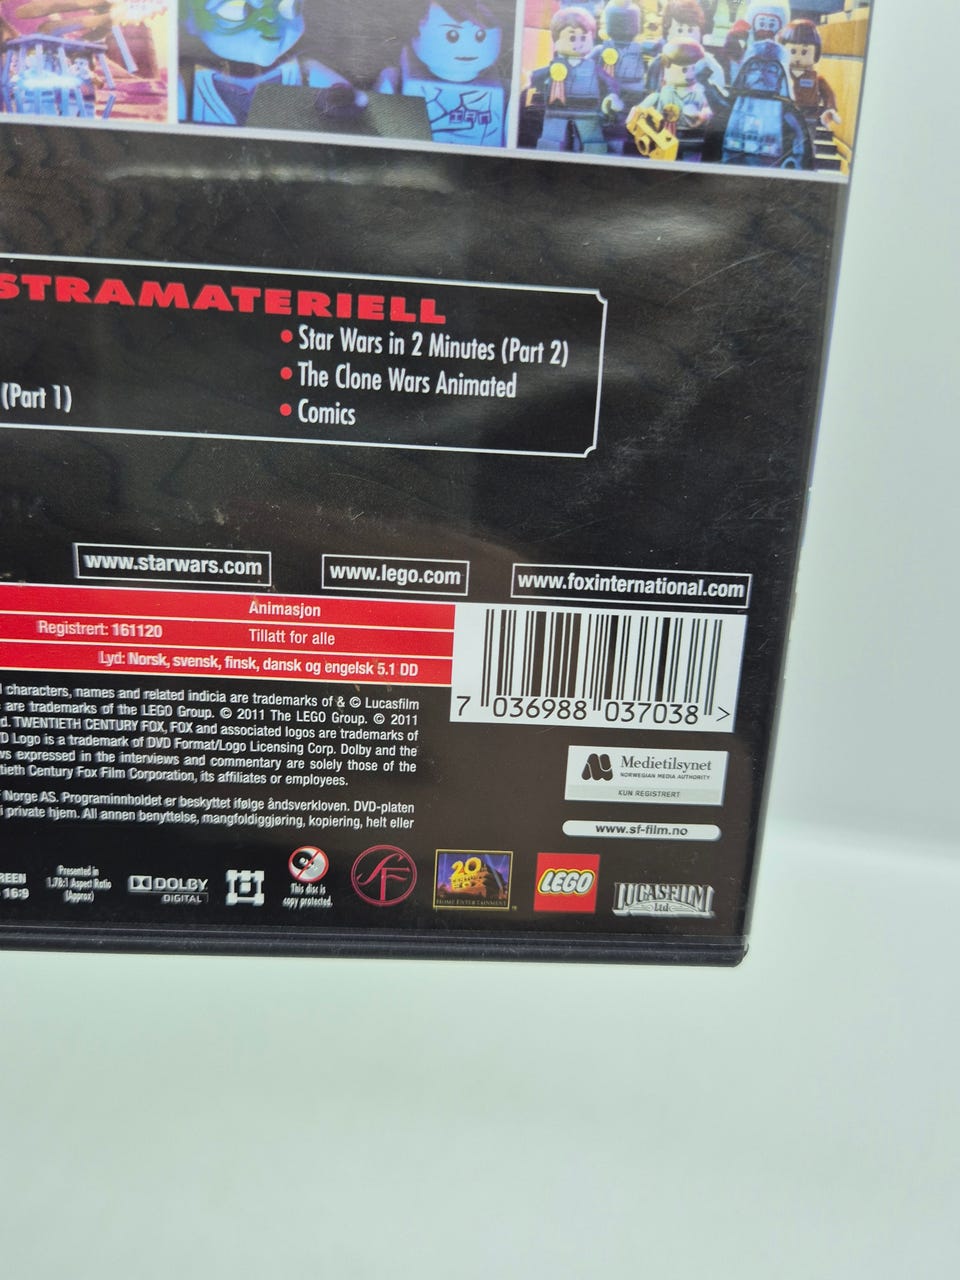 STRAMATERIELL
• Star Wars in 2 Minutes (Part 2)
• The Clone Wars Animated
(Part 1)
• Comics
www.starwars.com
www.lego.com
www.foxinternational.com
Animasjon
Registrert: 161120
Tillatt for alle
Lyd: Norsk, svensk, finsk, dansk og engelsk 5.1 DD
7 036988 037038 >
characters, names and related indicia are trademarks of & © Lucasfilm
are trademarks of the LEGO Group. © 2011 The LEGO Group. © 2011
d. TWENTIETH CENTURY FOX, FOX and associated logos are trademarks of
D Logo is a trademark of DVD Format/Logo Licensing Corp. Dolby and the
ws expressed in the interviews and commentary are solely those of the
tieth Century Fox Film Corporation, its affiliates or employees.
Norge AS. Programinnholdet er beskyttet ifølge åndsverkloven. DVD-platen
i private hjem. All annen benyttelse, mangfoldiggjøring, kopiering, helt eller
Medietilsynet
NORWEGIAN MEDIA AUTHORITY
KUN REGISTRERT
www.sf-film.no
REEN
16:9
Presented in
1.78:1 Aspect Ratio
(Approx)
DOLBY
DIGITAL
This disc is
copy protected.
SF
20
FOX
HOME ENTERTAINMENT
LEGO
LUCASFILM
Ltd